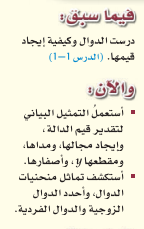 فيما سبق:
درست الدوال وكيفية إيجاد
قيمها. (الدرس 1-1)
والآن:
أستعمل التمثيل البياني
لتقدير قيم الدالة،
وإيجاد مجالها، ومداها،
ومقطعها y، وأصفارها.
أستكشف تماثل منحنيات
الدوال، وأحدد الدوال
الزوجية والدوال الفردية.